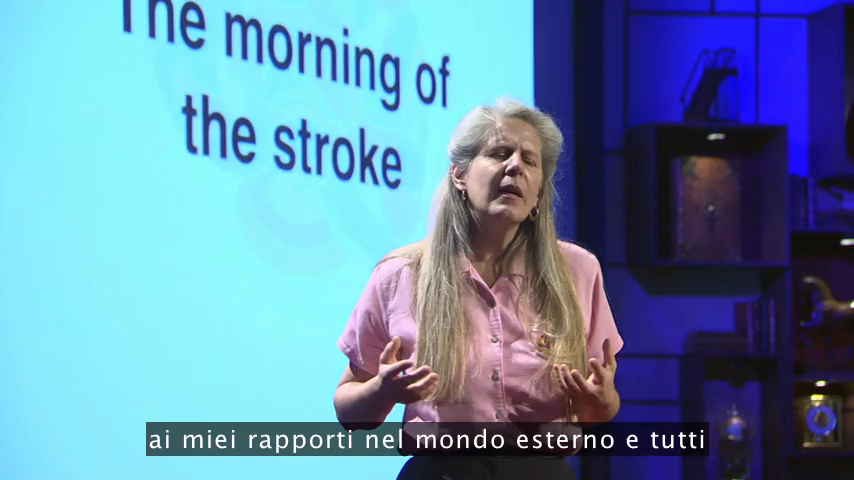 The morning of
the stroke
ai miei rapporti nel mondo esterno e tutti